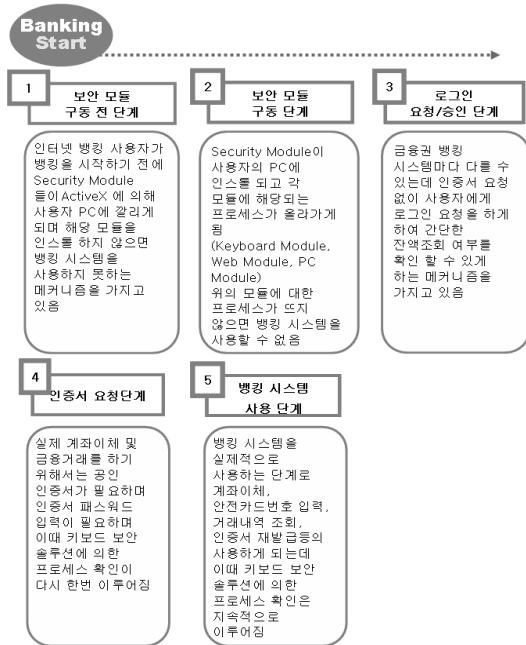 Banking
Start
1
보안 모듈
구동 전 단계
인터넷 뱅킹 사용자가
뱅킹을 시작하기 전에
Security Module
들이ActiveX 에 의해
사용자 PC에 깔리게
되며 해당 모듈을
인스톨 하지 않으면
뱅킹 시스템을
사용하지 못하는
메커니즘을 가지고
있음
2
보안 모듈
구동 단계
Security Module이
사용자의 PC에
인스톨 되고 각
모듈에 해당되는
프로세스가 올라가게
됨
(Keyboard Module,
Web Module, PC
Module)
위의 모듈에 대한
프로세스가 뜨지
않으면 뱅킹 시스템을
사용할 수 없음
3
로그인
요청/승인 단계
금융권 뱅킹
시스템마다 다를 수
있는데 인증서 요청
없이 사용자에게
로그인 요청을 하게
하여 간단한
잔액조회 여부를
확인 할 수 있게
하는 메커니즘을
가지고 있음
4
인증서 요청단계
실제 계좌이체 및
금융거래를 하기
위해서는 공인
인증서가 필요하며
인증서 패스워드
입력이 필요하며
이때 키보드 보안
솔루션에 의한
프로세스 확인이
다시 한번 이루어짐
5
뱅킹 시스템
사용 단계
뱅킹 시스템을
실제적으로
사용하는 단계로
계좌이체,
안전카드번호 입력,
거래내역 조회,
인증서 재발급등의
사용하게 되는데
이때 키보드 보안
솔루션에 의한
프로세스 확인은
지속적으로
이루어짐